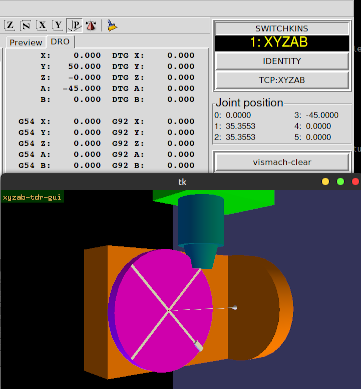 Z N X Y P
Preview DRO
X: 0.000 DTG X: 0.000
Y: 50.000 DTG Y: 0.000
Z: -0.000 DTG Z: 0.000
A: -45.000 DTG A: 0.000
B: 0.000 DTG B: 0.000
G54 X: 0.000 G92 X: 0.000
G54 Y: 0.000 G92 Y: 0.000
G54 Z: 0.000 G92 Z: 0.000
G54 A: 0.000 G92 A: 0.000
G54 B: 0.000 G92 B: 0.000
SWITCHKINS
1: XYZAB
IDENTITY
TCP:XYZAB
Joint position
0: 0.0000 3: -45.0000
1: 35.3553 4: 0.0000
2: 35.3553 5: 0.0000
vismach-clear
tk
xyzab-tdr-gui